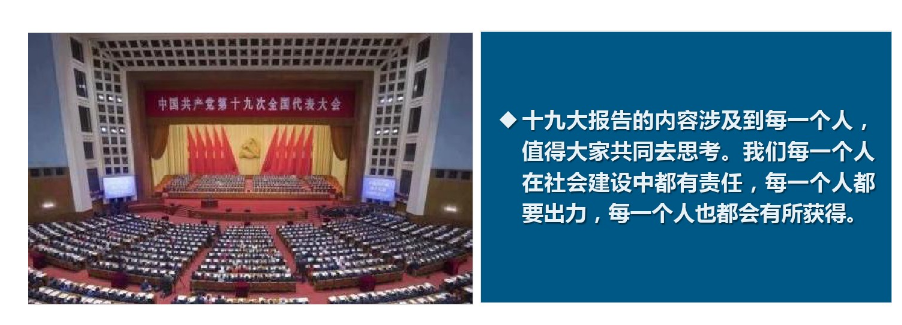 中国共产党第十九次全国代表大会
◆十九大报告的内容涉及到每一个人，
值得大家共同去思考。我们每一个人
在社会建设中都有责任，每一个人都
要出力，每一个人也都会有所获得。